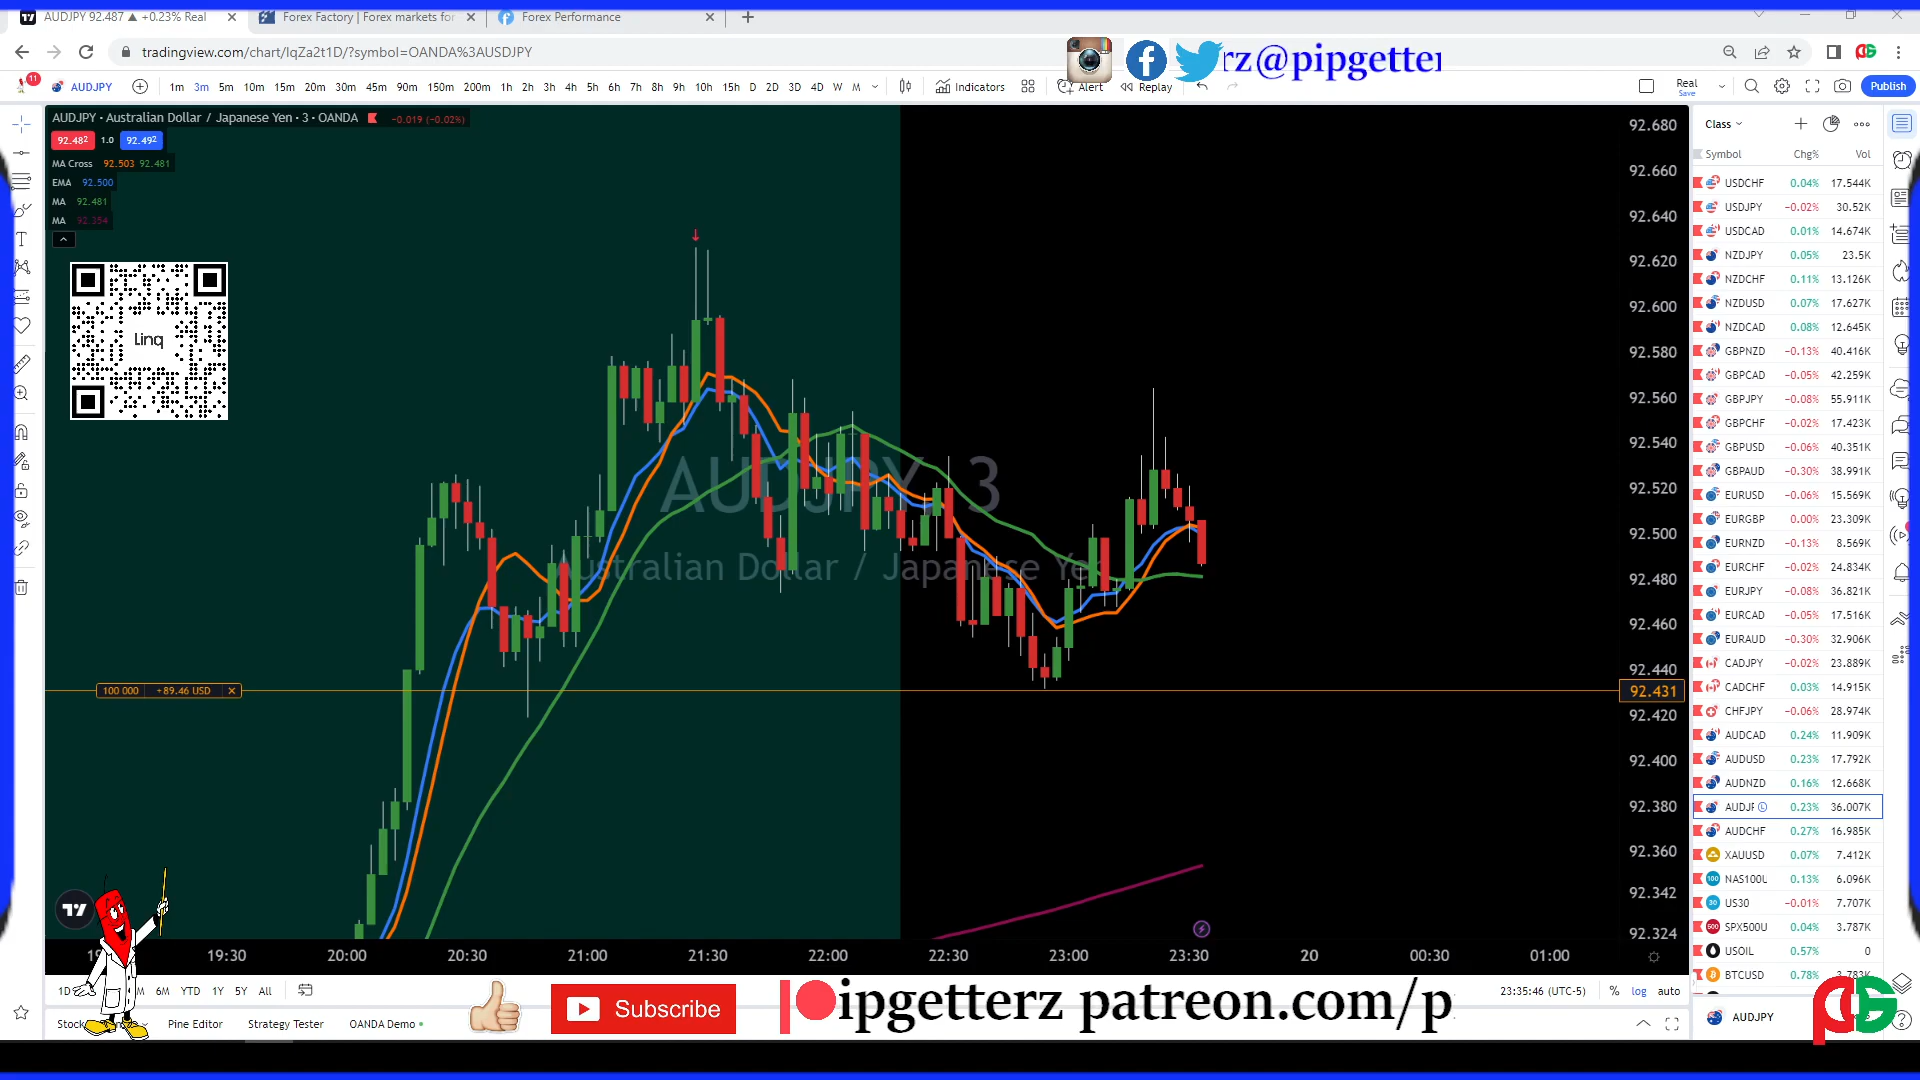 AUDJPY 92.487 ▲ +0.23% Real
Forex Factory | Forex markets for
Forex Performance
tradingview.com/chart/IqZa2t1D/?symbol=OANDA%3AUSDJPY
rz@pipgetter
11
AUDJPY
1m 3m 5m 10m 15m 20m 30m 45m 90m 150m 200m 1h 2h 3h 4h 5h 6h 7h 8h 9h 10h 15h D 2D 3D 4D W M
Indicators
Alert
Replay
Real
Save
Publish
AUDJPY · Australian Dollar / Japanese Yen · 3 · OANDA
−0.019 (−0.02%)
92.482 1.0 92.492
MA Cross 92.503 92.481
EMA 92.500
MA 92.481
MA 92.354
Linq
AUDJPY, 3
Australian Dollar / Japanese Yen
100 000 +89.46 USD
92.680
92.660
92.640
92.620
92.600
92.580
92.560
92.540
92.520
92.500
92.480
92.460
92.440
92.431
92.420
92.400
92.380
92.360
92.342
92.324
19:30 20:00 20:30 21:00 21:30 22:00 22:30 23:00 23:30 20 00:30 01:00
Class
Symbol Chg% Vol
USDCHF 0.04% 17.544K
USDJPY −0.02% 30.52K
USDCAD 0.01% 14.674K
NZDJPY 0.05% 23.5K
NZDCHF 0.11% 13.126K
NZDUSD 0.07% 17.627K
NZDCAD 0.08% 12.645K
GBPNZD −0.13% 40.416K
GBPCAD −0.05% 42.259K
GBPJPY −0.08% 55.911K
GBPCHF −0.02% 17.423K
GBPUSD −0.06% 40.351K
GBPAUD −0.30% 38.991K
EURUSD −0.06% 15.569K
EURGBP 0.00% 23.309K
EURNZD −0.13% 8.569K
EURCHF −0.02% 24.834K
EURJPY −0.08% 36.821K
EURCAD −0.05% 17.516K
EURAUD −0.30% 32.906K
CADJPY −0.02% 23.889K
CADCHF 0.03% 14.915K
CHFJPY −0.06% 28.974K
AUDCAD 0.24% 11.909K
AUDUSD 0.23% 17.792K
AUDNZD 0.16% 12.668K
AUDJP 0.23% 36.007K
AUDCHF 0.27% 16.985K
XAUUSD 0.07% 7.412K
NAS100U 0.13% 6.096K
US30 −0.01% 7.707K
SPX500U 0.04% 3.787K
USOIL 0.57% 0
BTCUSD 0.78% 3.783K
AUDJPY
1D M 6M YTD 1Y 5Y All
23:35:46 (UTC-5) % log auto
Stock Pine Editor Strategy Tester OANDA Demo
Subscribe
ipgetterz patreon.com/p
PG